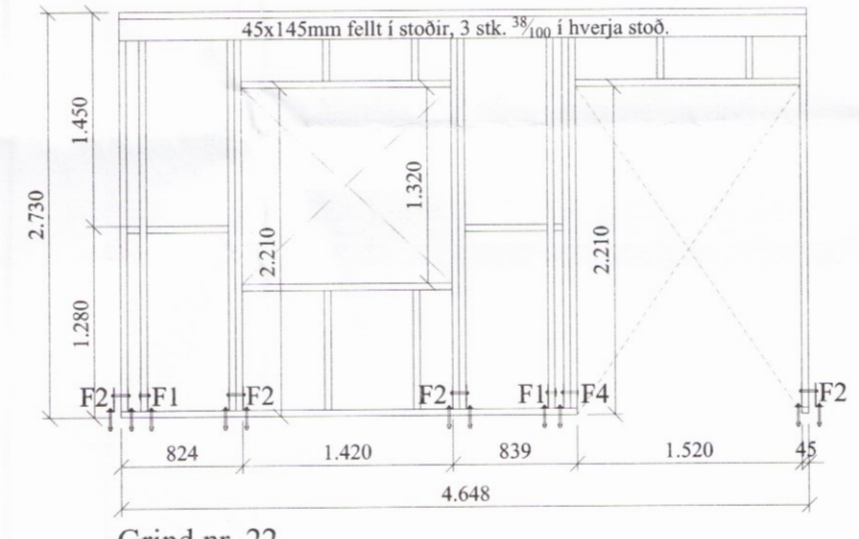 45x145mm fellt í stoðir, 3 stk. 38/100 í hverja stoð.
1.450
2.730
1.320
2.210
2.210
1.280
F2 F1 F2 F2 F1 F4 F2
824 1.420 839 1.520 45
4.648
Grind nr. 22